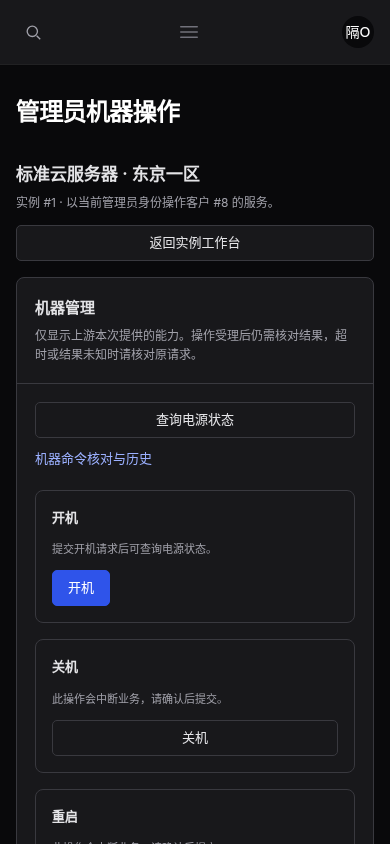 隔O
管理员机器操作
标准云服务器 · 东京一区
实例 #1 · 以当前管理员身份操作客户 #8 的服务。
返回实例工作台
机器管理
仅显示上游本次提供的能力。操作受理后仍需核对结果，超
时或结果未知时请核对原请求。
查询电源状态
机器命令核对与历史
开机
提交开机请求后可查询电源状态。
开机
关机
此操作会中断业务，请确认后提交。
关机
重启